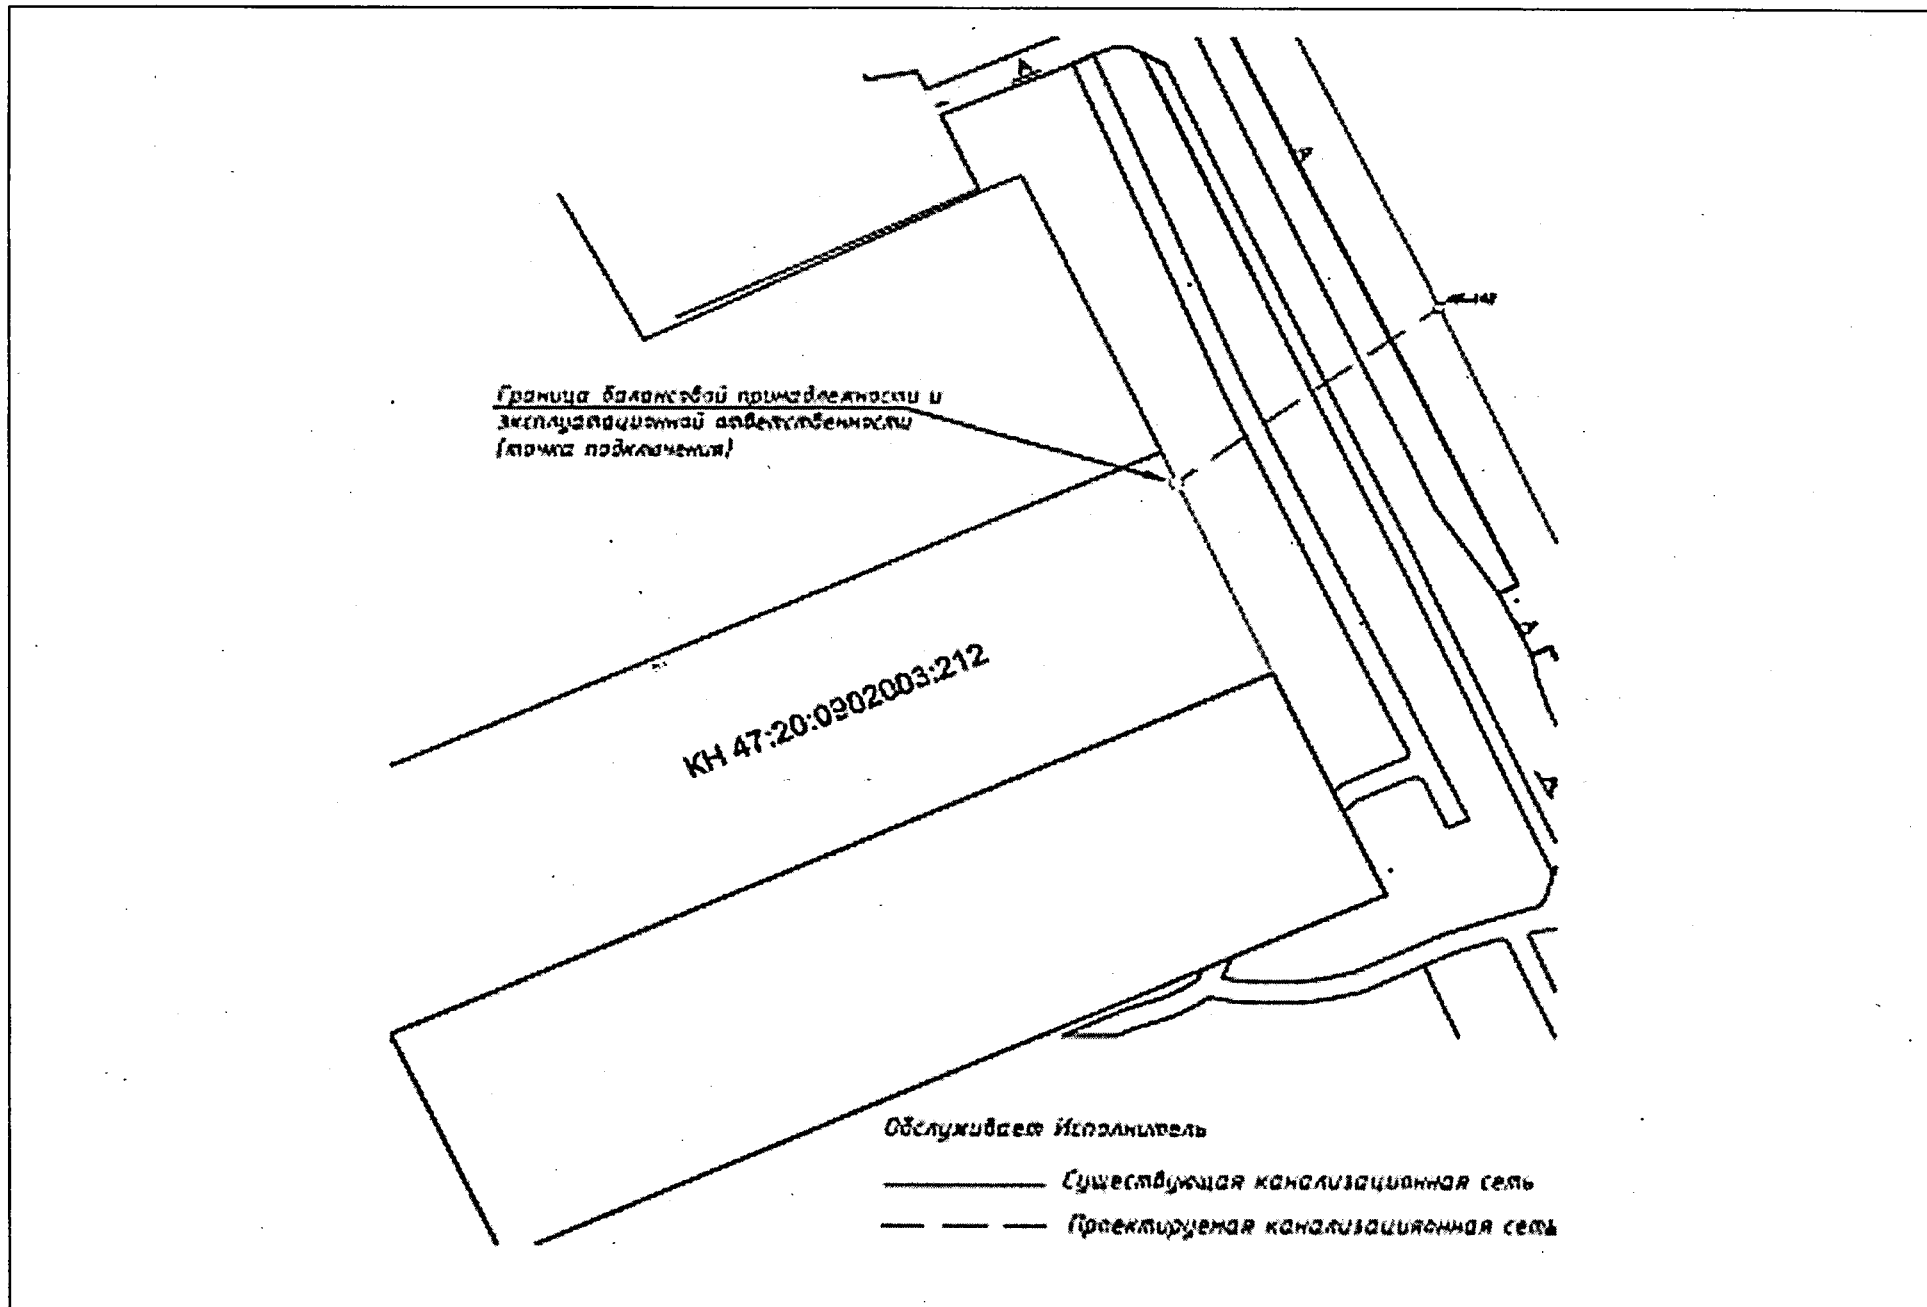 Граница балансовой принадлежности и
эксплуатационной ответственности
(точка подключения)
КН 47:20:0902003:212
Обслуживает Исполнитель
Существующая канализационная сеть
Проектируемая канализационная сеть